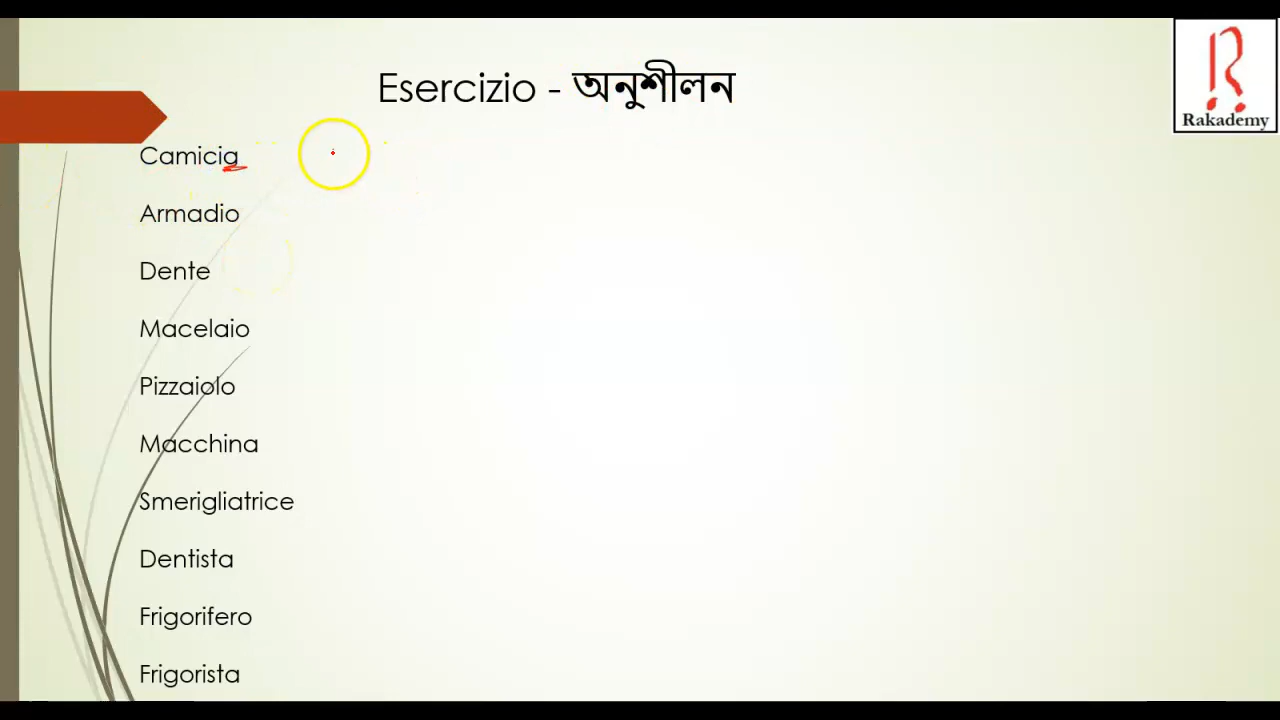 Esercizio - অনুশীলন
Rakademy
Camicia
Armadio
Dente
Macelaio
Pizzaiolo
Macchina
Smerigliatrice
Dentista
Frigorifero
Frigorista